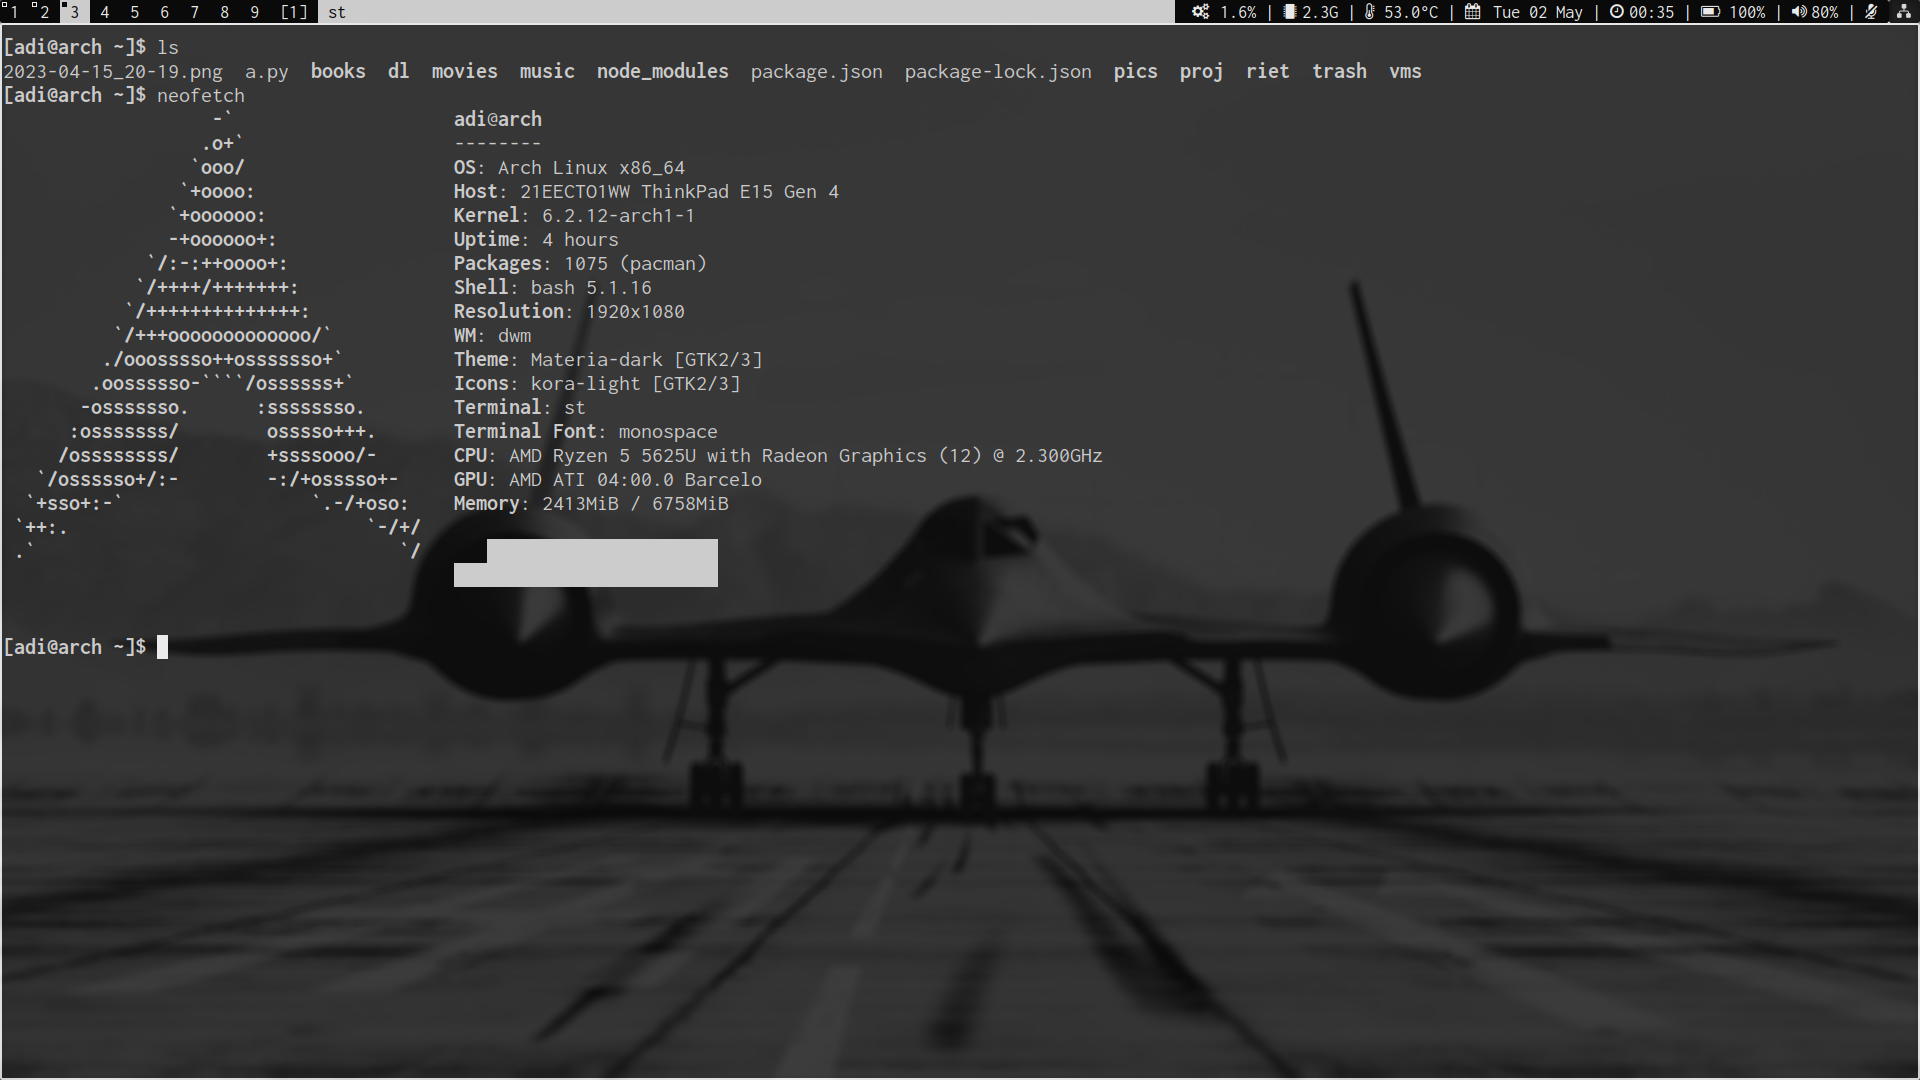 1 2 3 4 5 6 7 8 9 [1] st 1.6% | 2.3G | 53.0°C | Tue 02 May | 00:35 | 100% | 80% |
[adi@arch ~]$ ls
2023-04-15_20-19.png a.py books dl movies music node_modules package.json package-lock.json pics proj riet trash vms
[adi@arch ~]$ neofetch
-` adi@arch
.o+` --------
`ooo/ OS: Arch Linux x86_64
`+oooo: Host: 21EECTO1WW ThinkPad E15 Gen 4
`+oooooo: Kernel: 6.2.12-arch1-1
-+oooooo+: Uptime: 4 hours
`/:-:++oooo+: Packages: 1075 (pacman)
`/++++/+++++++: Shell: bash 5.1.16
`/++++++++++++++: Resolution: 1920x1080
`/+++ooooooooooooo/` WM: dwm
./ooosssso++osssssso+` Theme: Materia-dark [GTK2/3]
.oossssso-````/ossssss+` Icons: kora-light [GTK2/3]
-osssssso. :ssssssso. Terminal: st
:osssssss/ osssso+++. Terminal Font: monospace
/ossssssss/ +ssssooo/- CPU: AMD Ryzen 5 5625U with Radeon Graphics (12) @ 2.300GHz
`/ossssso+/:- -:/+osssso+- GPU: AMD ATI 04:00.0 Barcelo
`+sso+:-` `.-/+oso: Memory: 2413MiB / 6758MiB
`++:. `-/+/
.` `/
[adi@arch ~]$